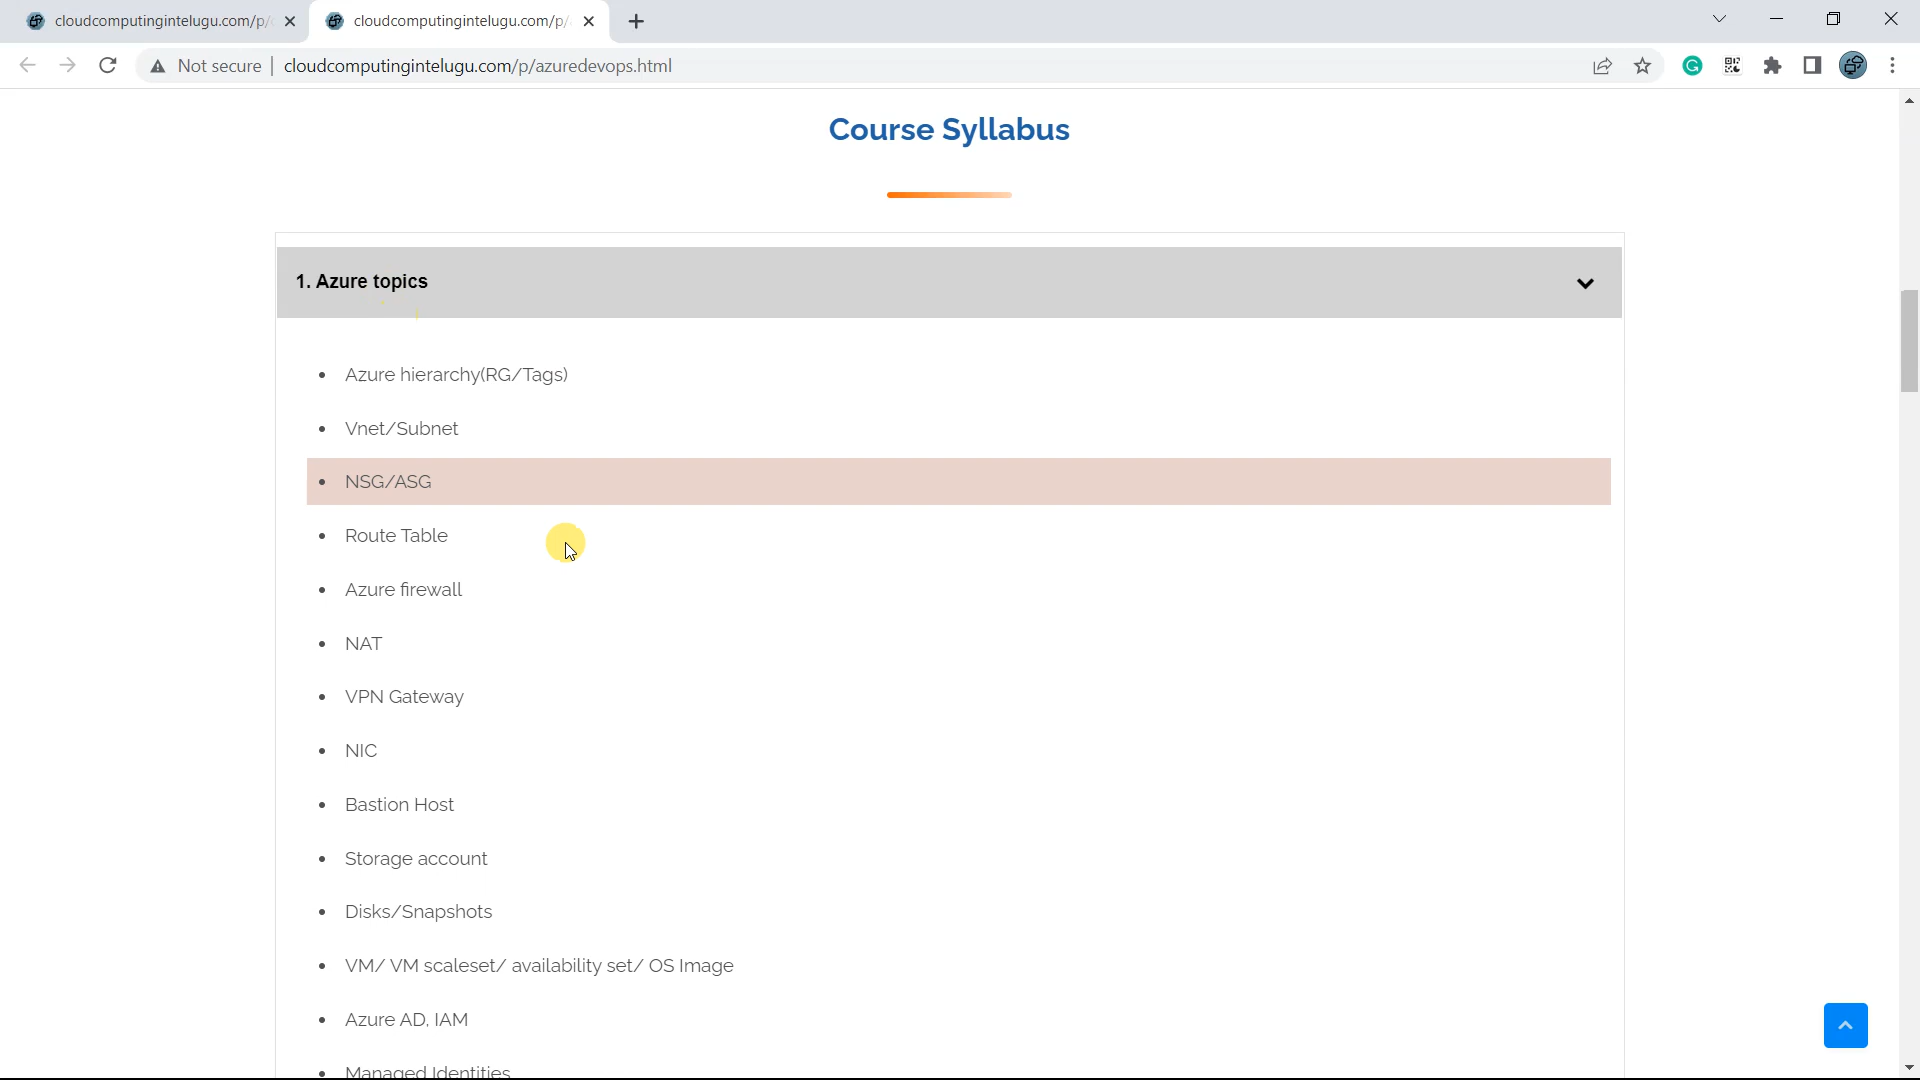 cloudcomputingintelugu.com/p/
cloudcomputingintelugu.com/p/
Not secure
cloudcomputingintelugu.com/p/azuredevops.html
Course Syllabus
1. Azure topics
• Azure hierarchy(RG/Tags)
• Vnet/Subnet
• NSG/ASG
• Route Table
• Azure firewall
• NAT
• VPN Gateway
• NIC
• Bastion Host
• Storage account
• Disks/Snapshots
• VM/ VM scaleset/ availability set/ OS Image
• Azure AD, IAM
• Managed Identities